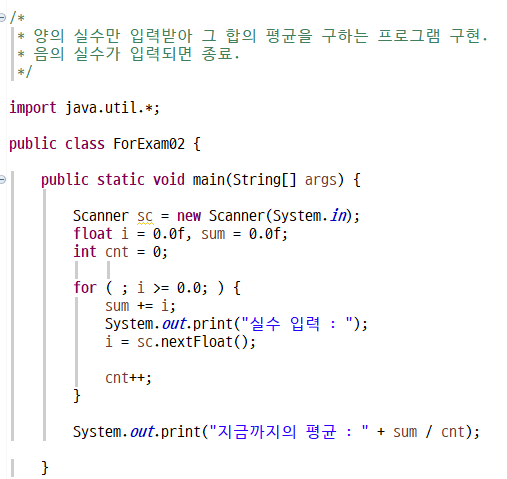 /*
 * 양의 실수만 입력받아 그 합의 평균을 구하는 프로그램 구현.
 * 음의 실수가 입력되면 종료.
 */
import java.util.*;
public class ForExam02 {
public static void main(String[] args) {
Scanner sc = new Scanner(System.in);
float i = 0.0f, sum = 0.0f;
int cnt = 0;
for ( ; i >= 0.0; ) {
sum += i;
System.out.print("실수 입력 : ");
i = sc.nextFloat();
cnt++;
}
System.out.print("지금까지의 평균 : " + sum / cnt);
}